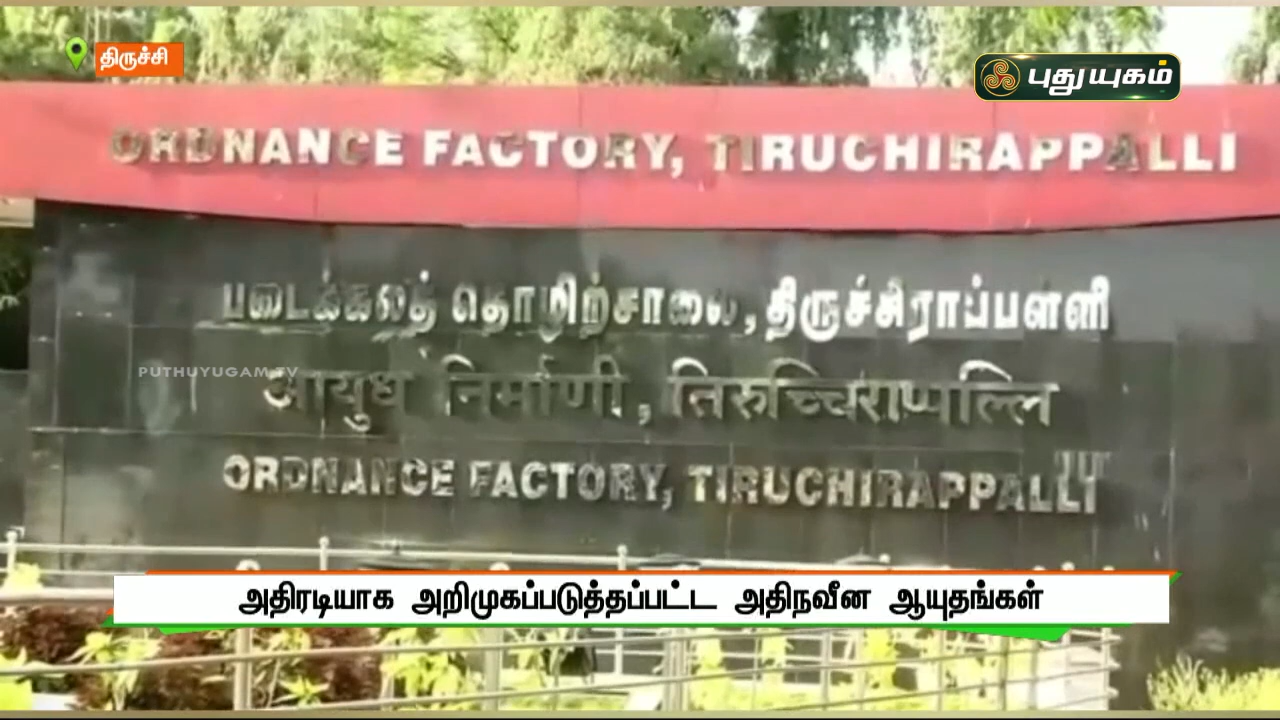 திருச்சி
புதுயுகம்
ORDNANCE FACTORY, TIRUCHIRAPPALLI
படைக்கலத் தொழிற்சாலை, திருச்சிராப்பள்ளி
PUTHUYUGAM TV
आयुध निर्माणी, तिरुच्चिराप्पल्लि
ORDNANCE FACTORY, TIRUCHIRAPPALLI
அதிரடியாக அறிமுகப்படுத்தப்பட்ட அதிநவீன ஆயுதங்கள்